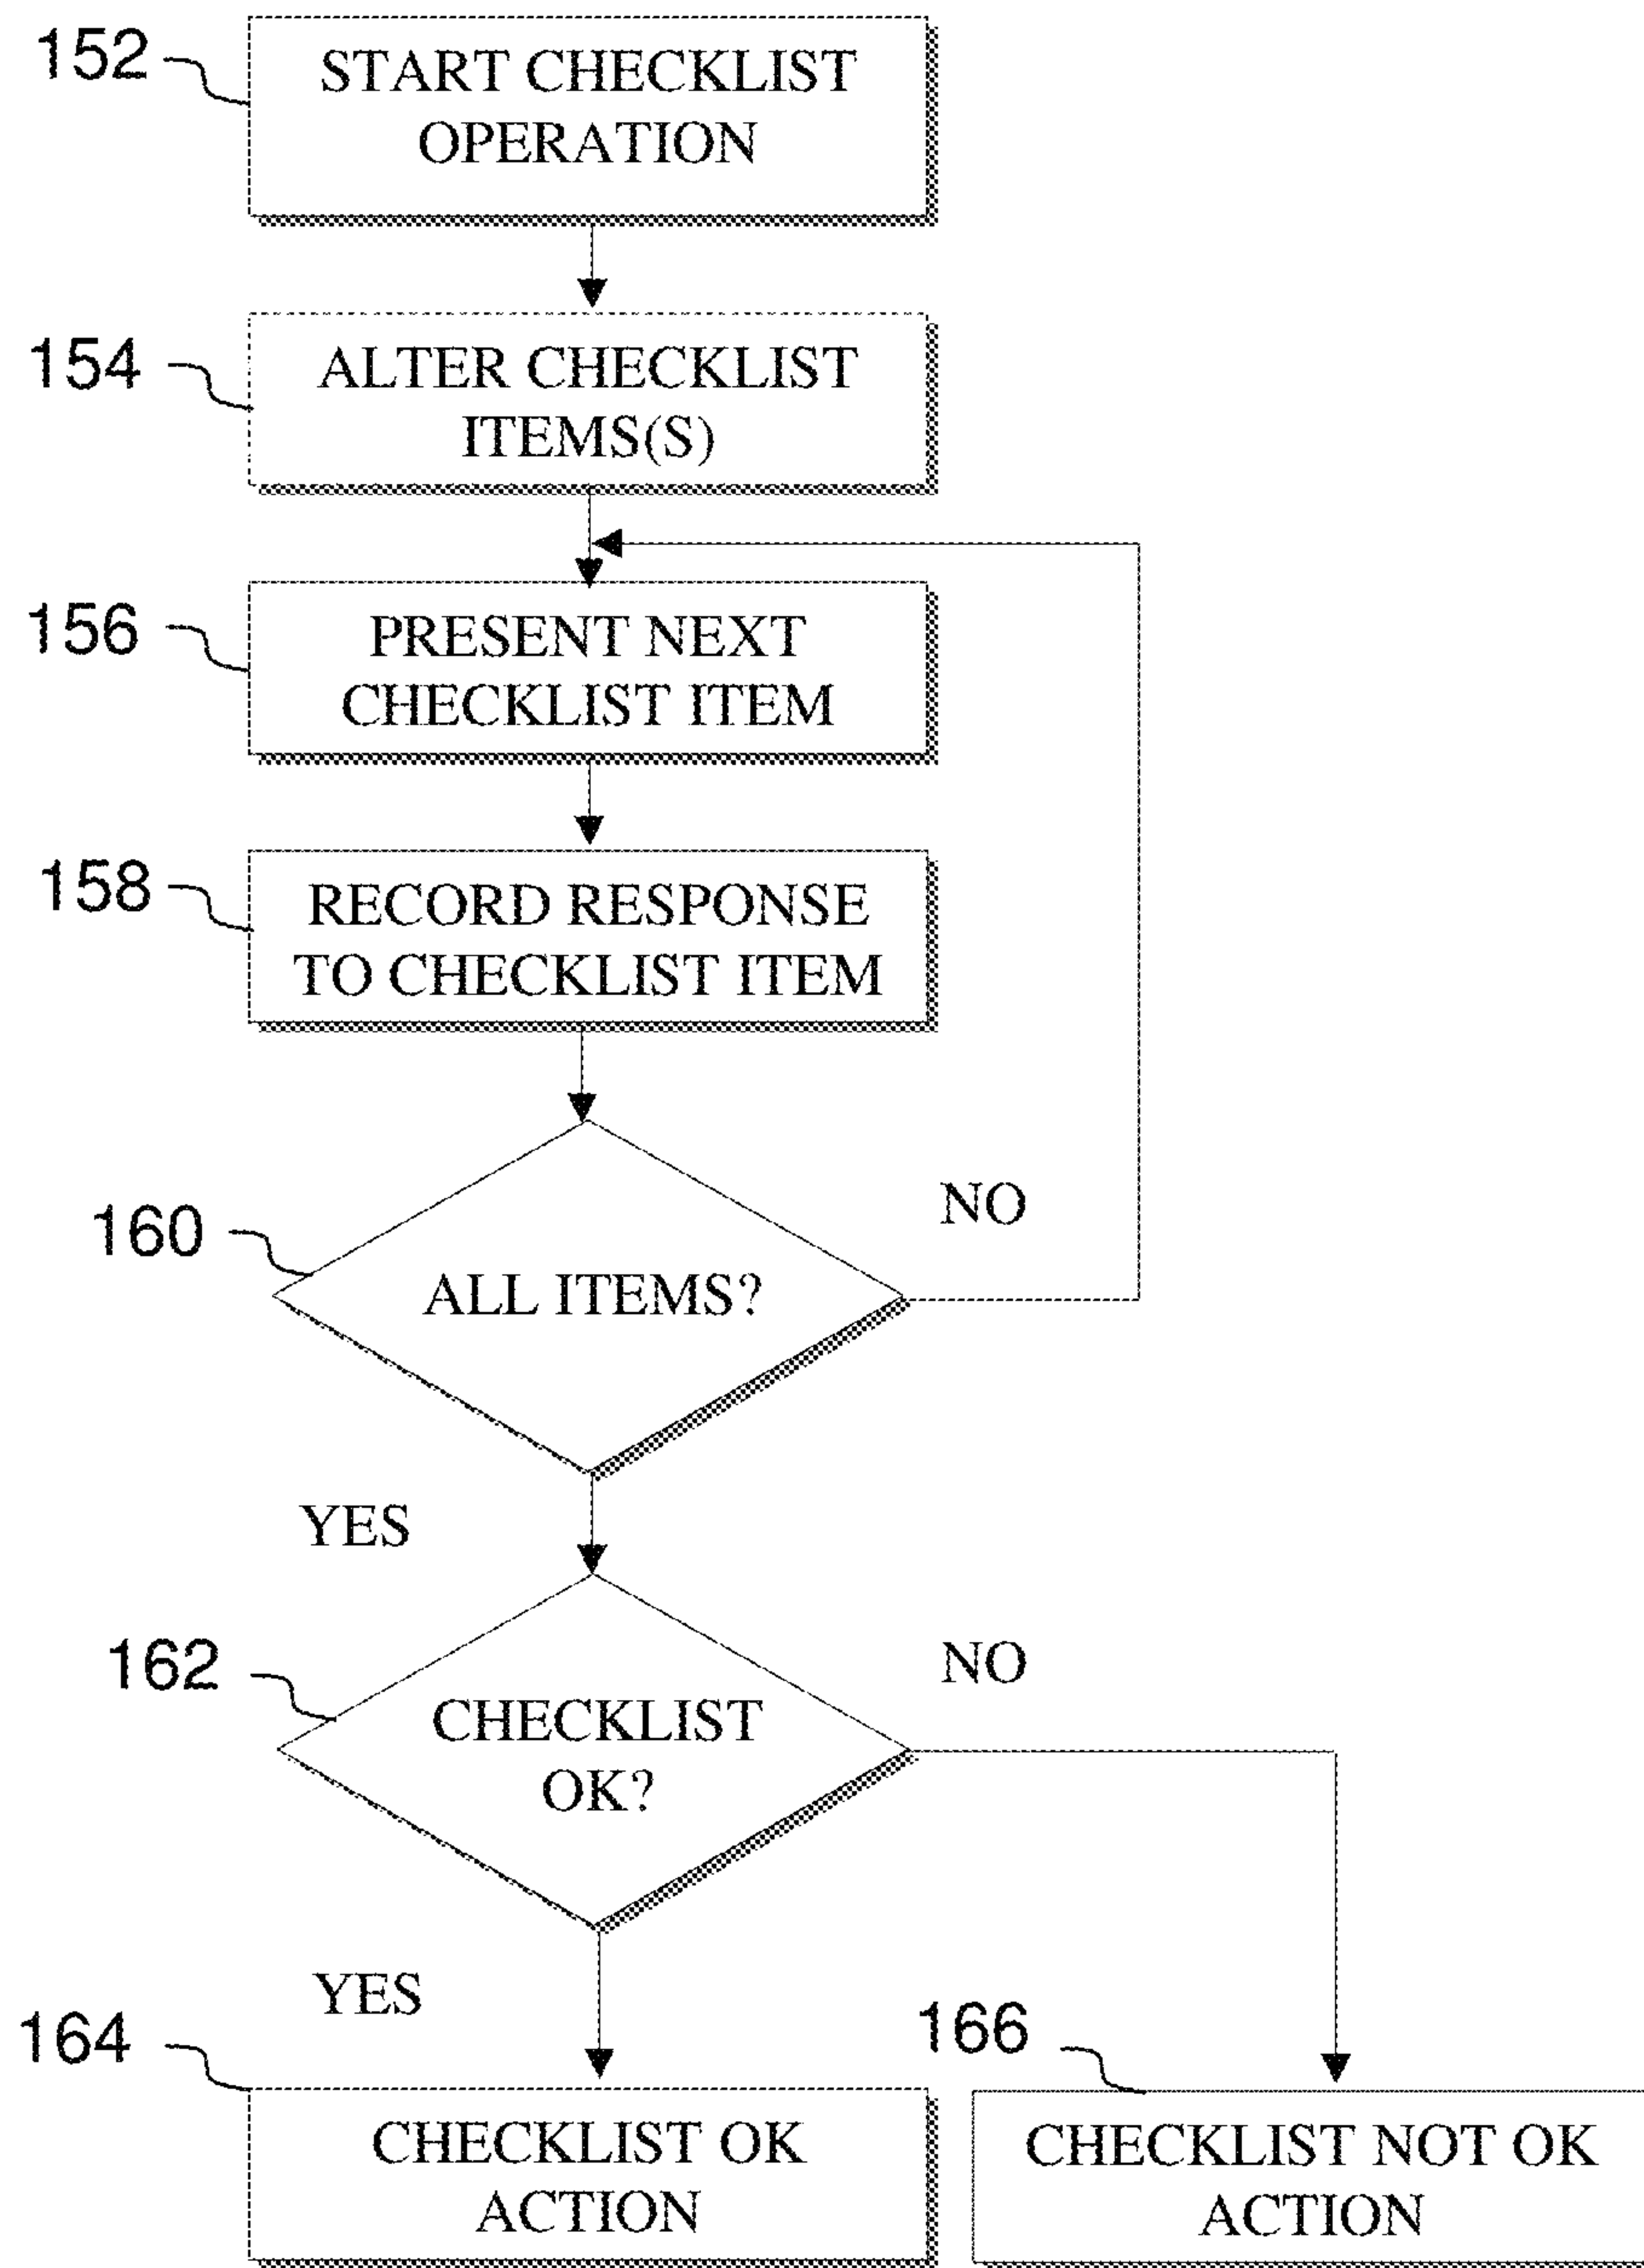 152
START CHECKLIST
OPERATION
154
ALTER CHECKLIST
ITEMS(S)
156
PRESENT NEXT
CHECKLIST ITEM
158
RECORD RESPONSE
TO CHECKLIST ITEM
160
ALL ITEMS?
NO
YES
162
CHECKLIST
OK?
NO
YES
164
CHECKLIST OK
ACTION
166
CHECKLIST NOT OK
ACTION